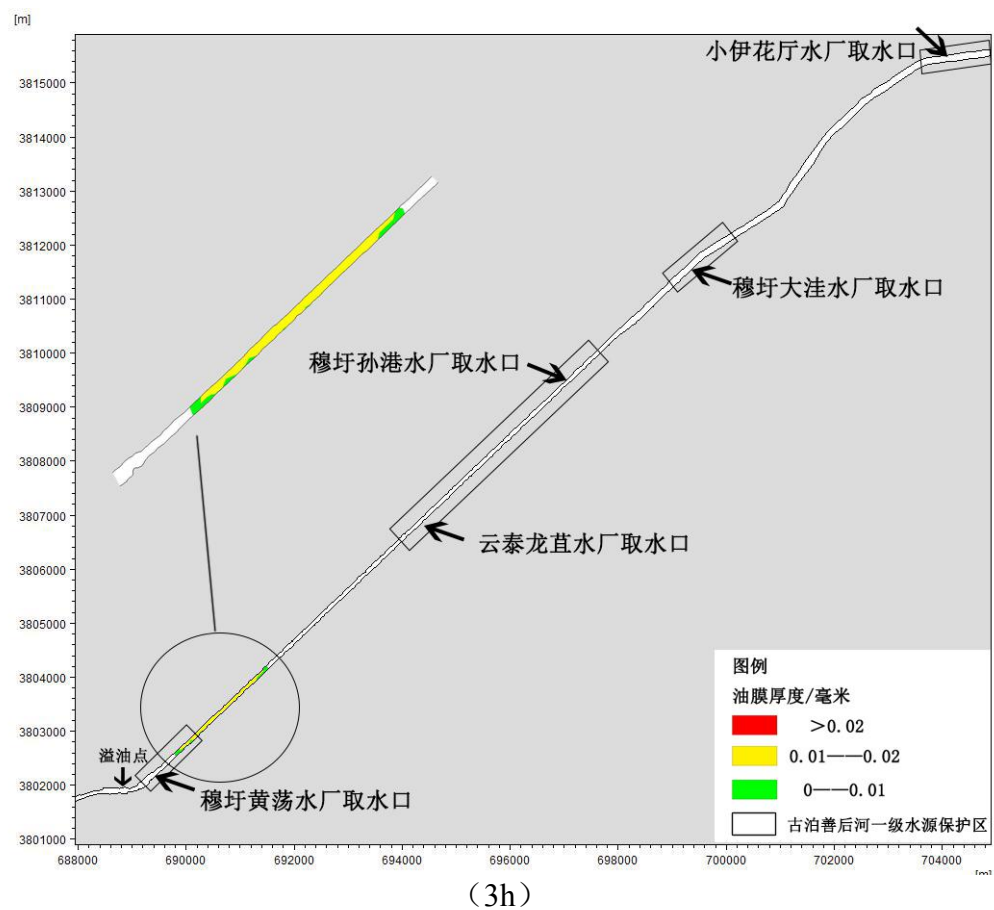 [m]
小伊花厅水厂取水口
3815000
3814000
3813000
3812000
穆圩大洼水厂取水口
3811000
3810000
穆圩孙港水厂取水口
3809000
3808000
3807000
云泰龙苴水厂取水口
3806000
3805000
3804000
图例
油膜厚度/毫米
>0.02
3803000
0.01——0.02
溢油点
0——0.01
3802000
穆圩黄荡水厂取水口
古泊善后河一级水源保护区
3801000
688000 690000 692000 694000 696000 698000 700000 702000 704000
[m]
（3h）